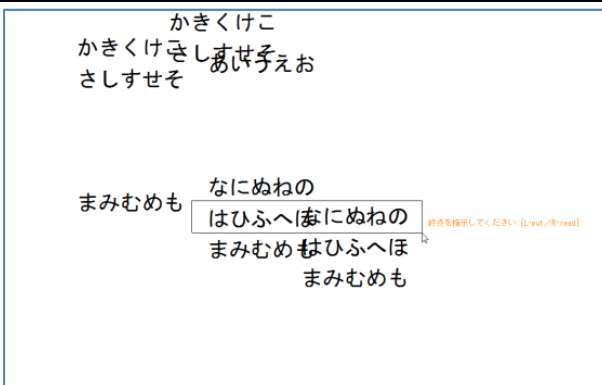 かきくけこ
さしすせそ
かきくけこ
さしすせそ
あいうえお
なにぬねの
はひふへほ
まみむめも
まみむめも
なにぬねの
はひふへほ
まみむめも
終点を指示してください [L-put／R-read]